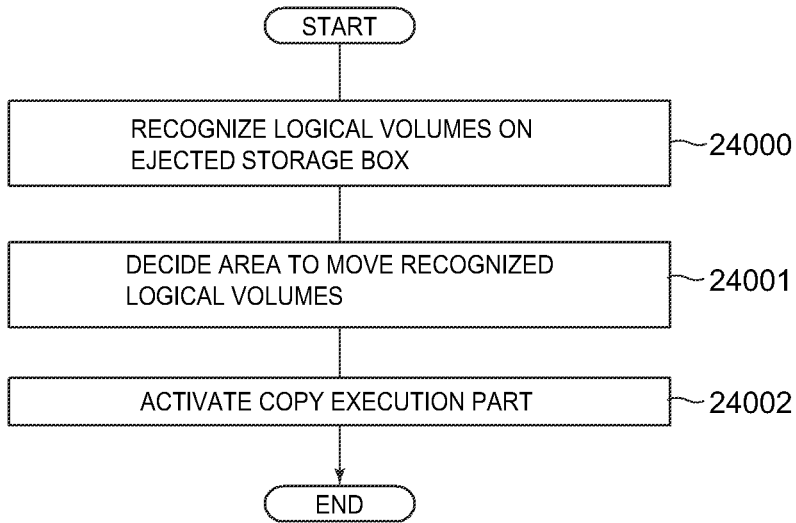 START
RECOGNIZE LOGICAL VOLUMES ON
EJECTED STORAGE BOX
24000
DECIDE AREA TO MOVE RECOGNIZED
LOGICAL VOLUMES
24001
ACTIVATE COPY EXECUTION PART
24002
END